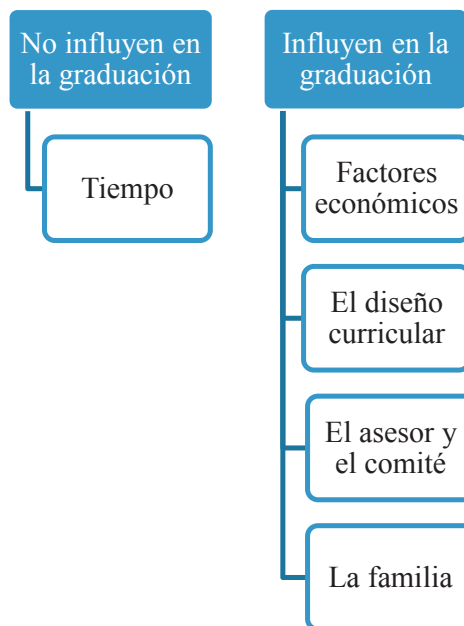 No influyen en
la graduación
Tiempo
Influyen en la
graduación
Factores
económicos
El diseño
curricular
El asesor y
el comité
La familia